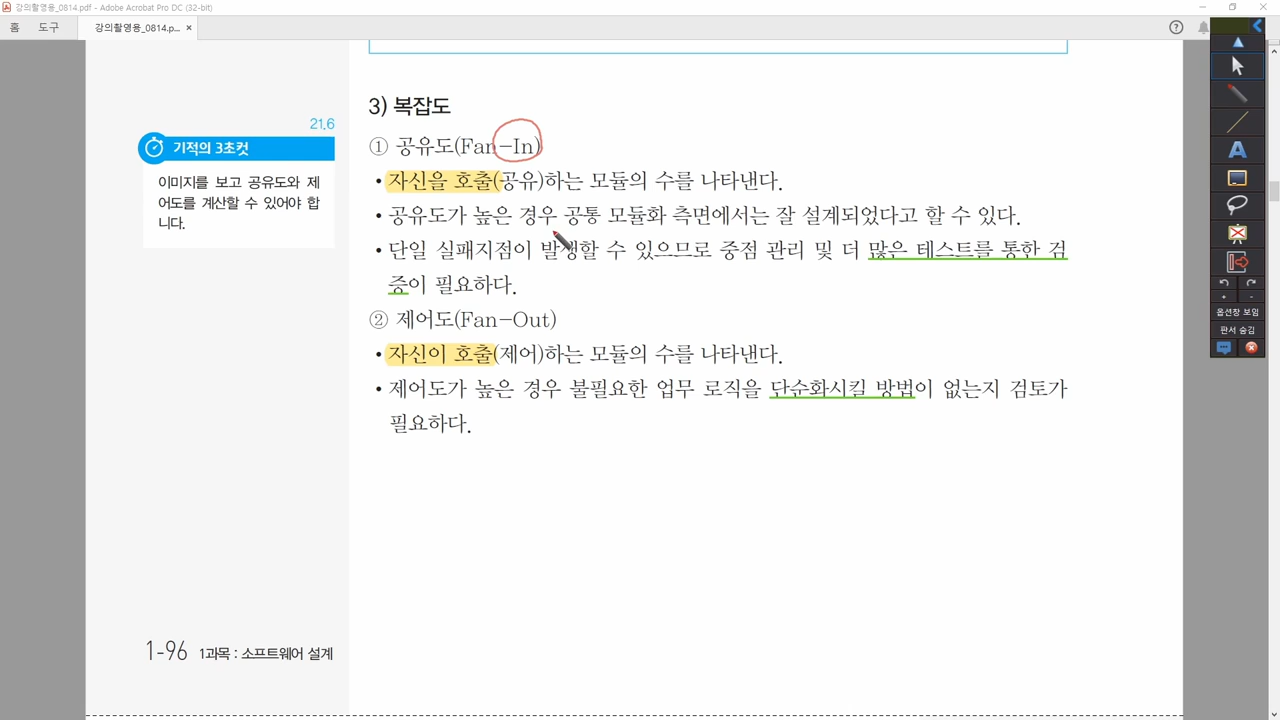 강의촬영용_0814.pdf - Adobe Acrobat Pro DC (32-bit)
홈 도구 강의촬영용_0814.p... ×
3) 복잡도
① 공유도(Fan-In)
• 자신을 호출(공유)하는 모듈의 수를 나타낸다.
• 공유도가 높은 경우 공통 모듈화 측면에서는 잘 설계되었다고 할 수 있다.
• 단일 실패지점이 발생할 수 있으므로 중점 관리 및 더 많은 테스트를 통한 검
증이 필요하다.
② 제어도(Fan-Out)
• 자신이 호출(제어)하는 모듈의 수를 나타낸다.
• 제어도가 높은 경우 불필요한 업무 로직을 단순화시킬 방법이 없는지 검토가
필요하다.
21.6
기적의 3초컷
이미지를 보고 공유도와 제
어도를 계산할 수 있어야 합
니다.
1-96 1과목 : 소프트웨어 설계
A
옵션창 보임
판서 숨김